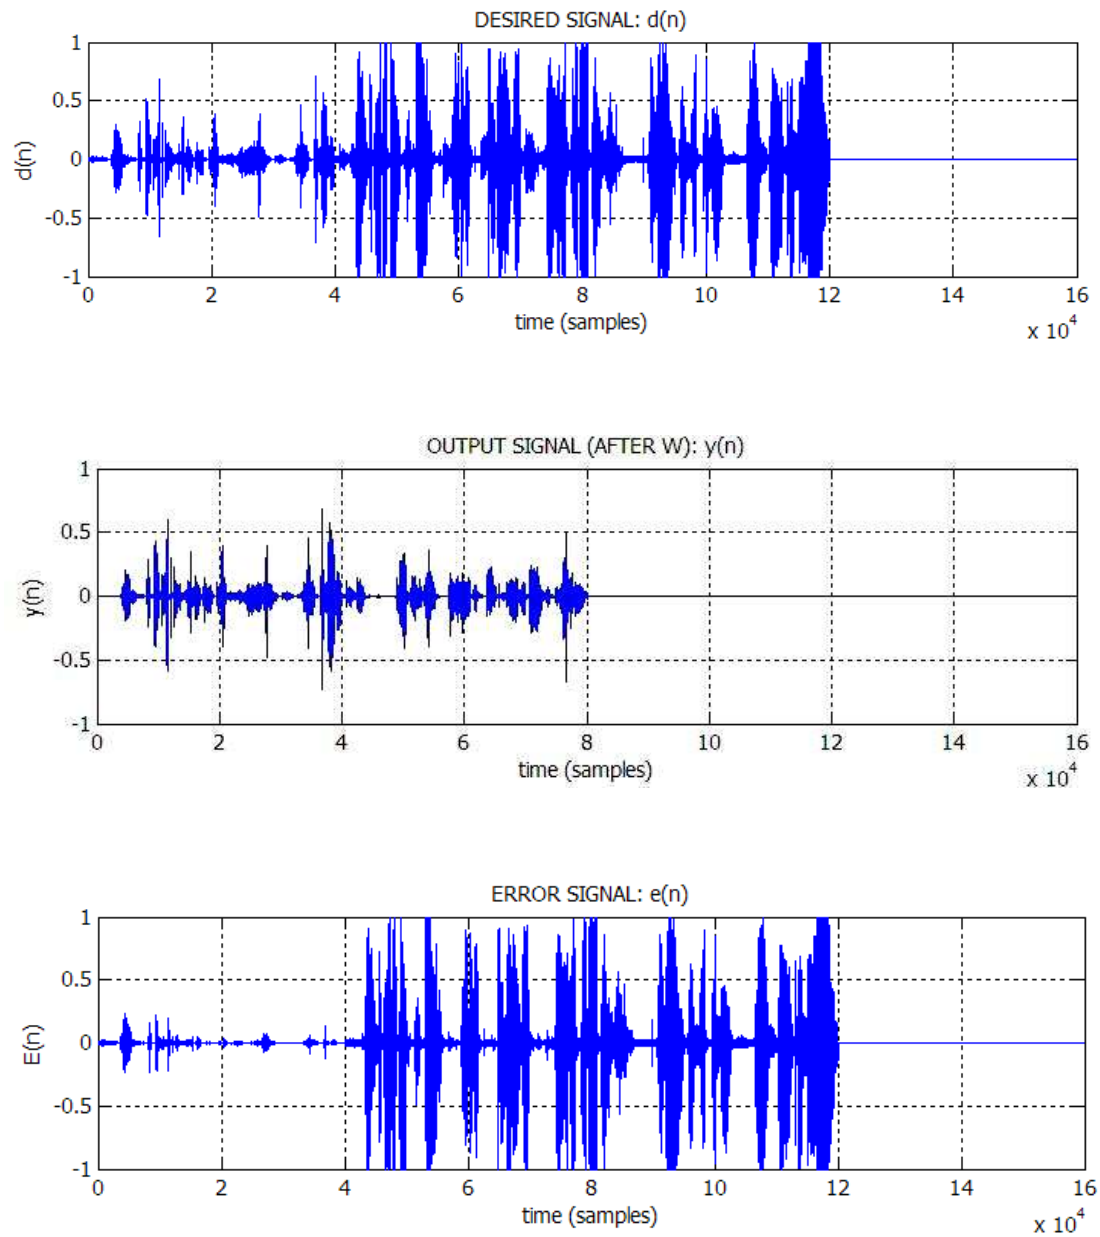 DESIRED SIGNAL: d(n)
1
0.5
0
-0.5
-1
d(n)
0 2 4 6 8 10 12 14 16
time (samples)
x 10^4
OUTPUT SIGNAL (AFTER W): y(n)
1
0.5
0
-0.5
-1
y(n)
0 2 4 6 8 10 12 14 16
time (samples)
x 10^4
ERROR SIGNAL: e(n)
1
0.5
0
-0.5
-1
E(n)
0 2 4 6 8 10 12 14 16
time (samples)
x 10^4